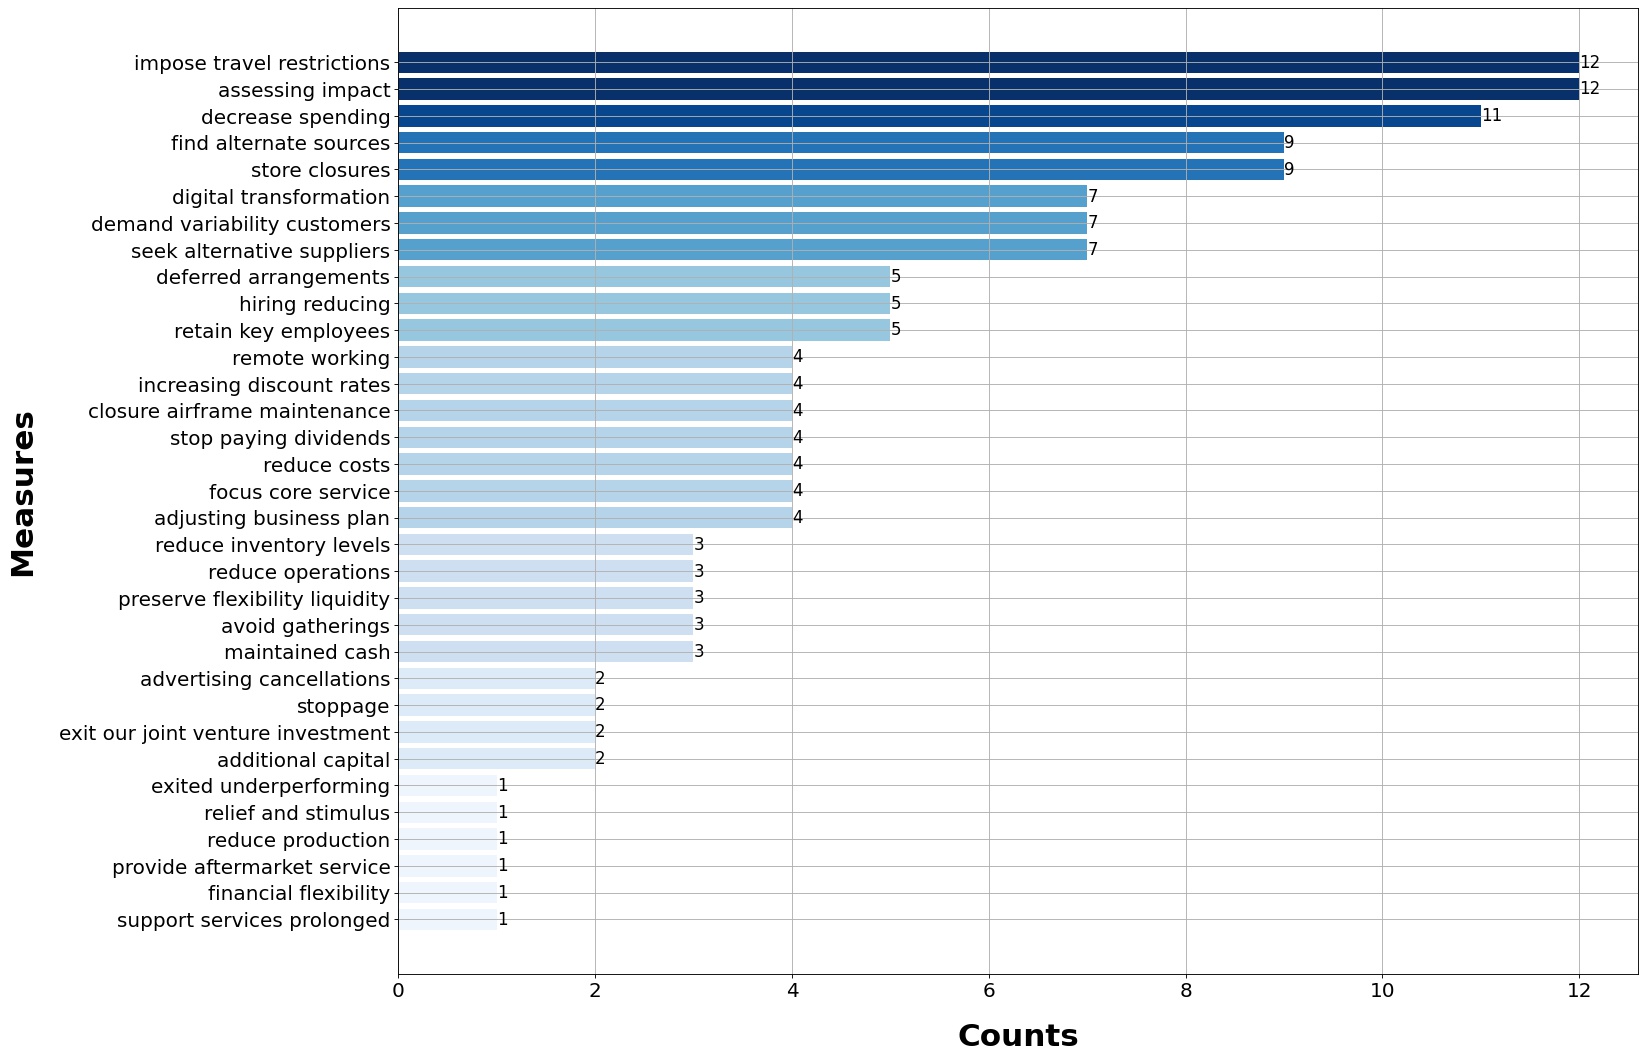 impose travel restrictions 12
assessing impact 12
decrease spending 11
find alternate sources 9
store closures 9
digital transformation 7
demand variability customers 7
seek alternative suppliers 7
deferred arrangements 5
hiring reducing 5
retain key employees 5
remote working 4
increasing discount rates 4
closure airframe maintenance 4
stop paying dividends 4
reduce costs 4
focus core service 4
adjusting business plan 4
reduce inventory levels 3
reduce operations 3
preserve flexibility liquidity 3
avoid gatherings 3
maintained cash 3
advertising cancellations 2
stoppage 2
exit our joint venture investment 2
additional capital 2
exited underperforming 1
relief and stimulus 1
reduce production 1
provide aftermarket service 1
financial flexibility 1
support services prolonged 1
Measures
0 2 4 6 8 10 12
Counts